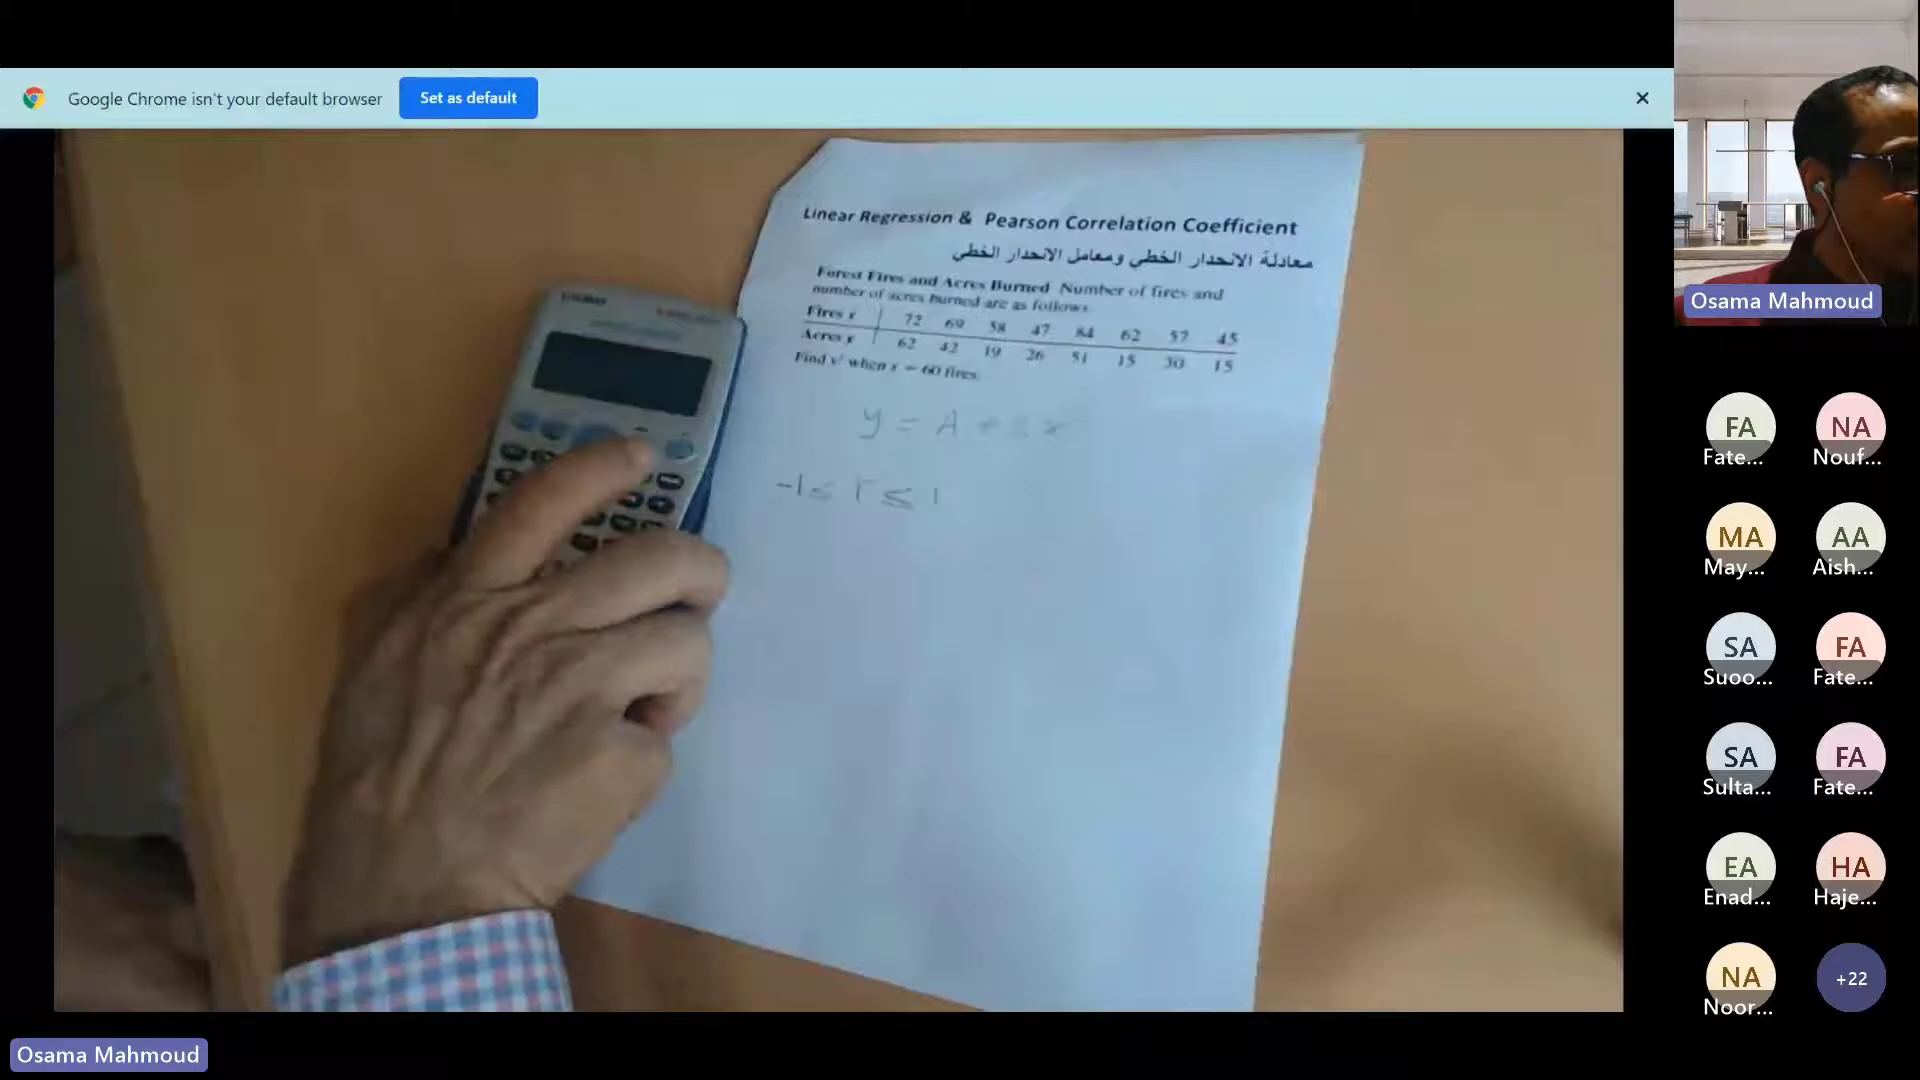 Google Chrome isn't your default browser
Set as default
Linear Regression & Pearson Correlation Coefficient
معادلة الانحدار الخطي ومعامل الانحدار الخطي
Forest Fires and Acres Burned Number of fires and
number of acres burned are as follows.
Fires x 72 69 58 47 84 62 57 45
Acres y 62 42 19 26 51 15 30 15
Find y′ when x = 60 fires.
y = A +
-1 ≤ r ≤ 1
Osama Mahmoud
FA
Fate...
NA
Nouf...
MA
May...
AA
Aish...
SA
Suoo...
FA
Fate...
SA
Sulta...
FA
Fate...
EA
Enad...
HA
Haje...
NA
Noor...
+22
Osama Mahmoud